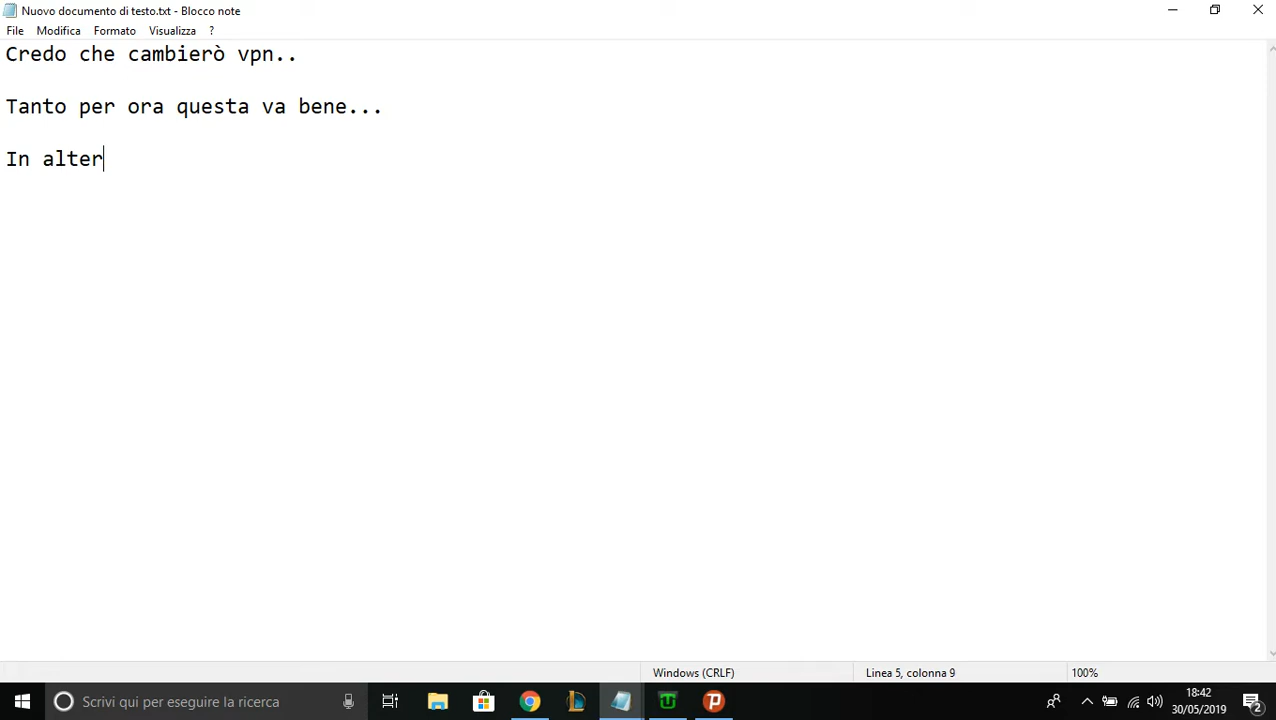 Nuovo documento di testo.txt - Blocco note
File Modifica Formato Visualizza ?
Credo che cambierò vpn..
Tanto per ora questa va bene...
In alter
Windows (CRLF) Linea 5, colonna 9 100%
Scrivi qui per eseguire la ricerca
18:42
30/05/2019
2